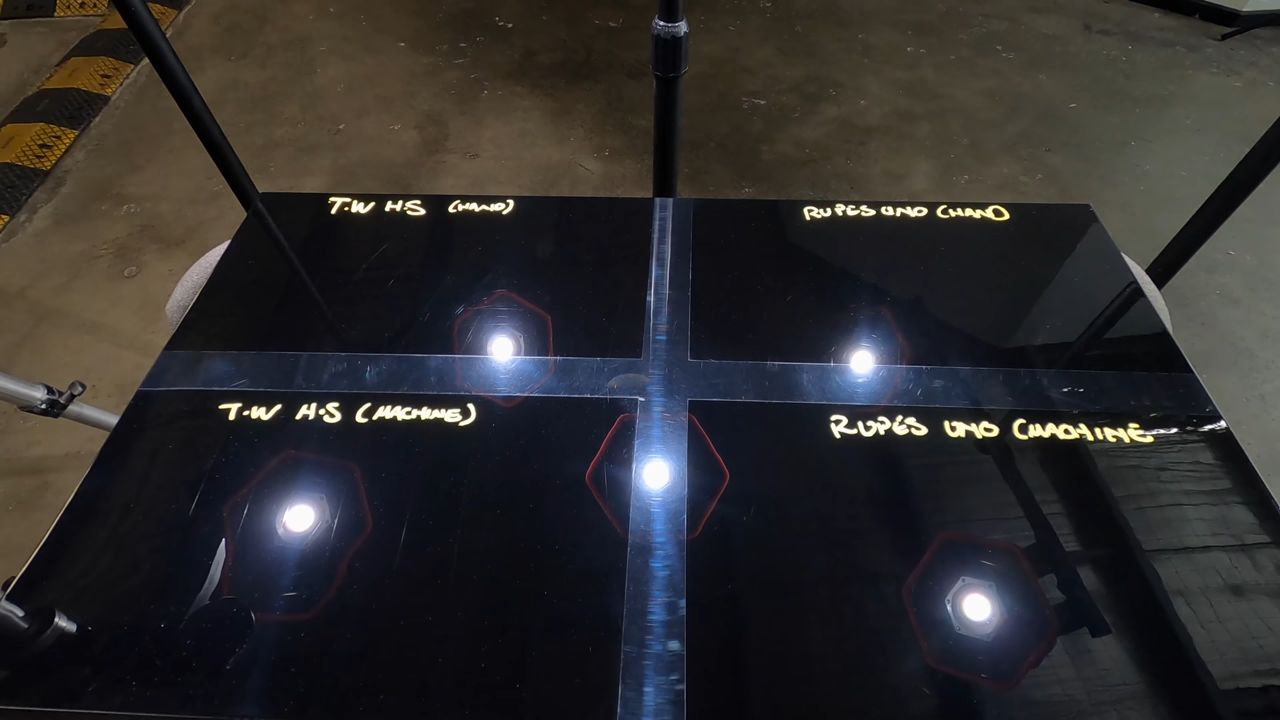 T.W H.S (HAND)
RUPES UNO (HAND)
T.W H.S (MACHINE)
RUPES UNO (MACHINE